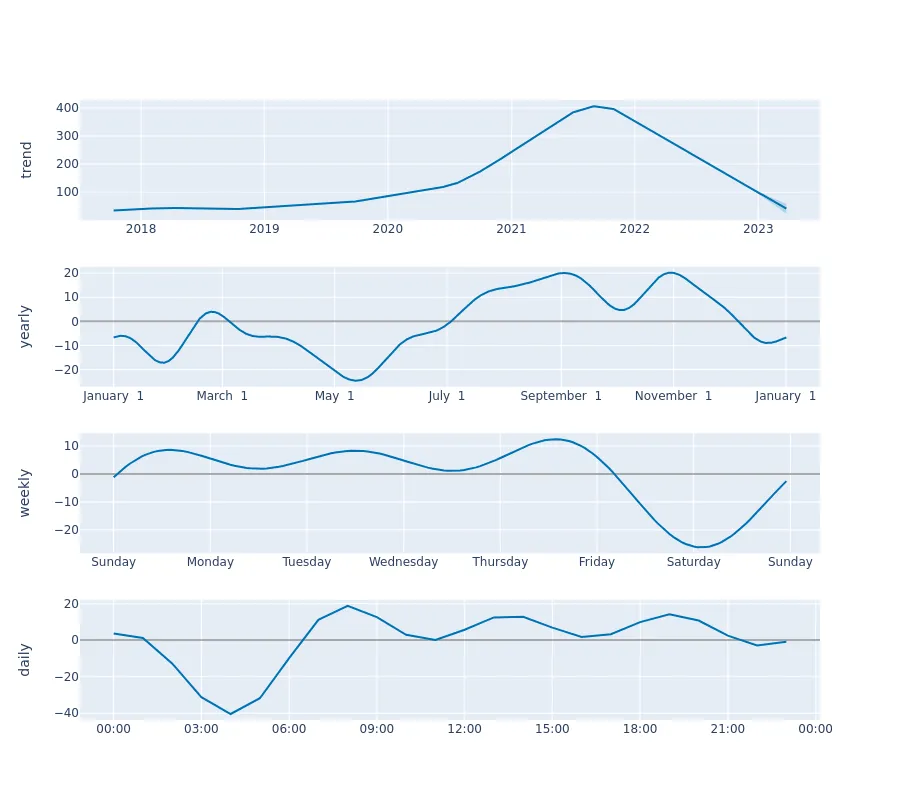 trend
400
300
200
100
2018 2019 2020 2021 2022 2023
yearly
20
10
0
−10
−20
January 1 March 1 May 1 July 1 September 1 November 1 January 1
weekly
10
0
−10
−20
Sunday Monday Tuesday Wednesday Thursday Friday Saturday Sunday
daily
20
0
−20
−40
00:00 03:00 06:00 09:00 12:00 15:00 18:00 21:00 00:00